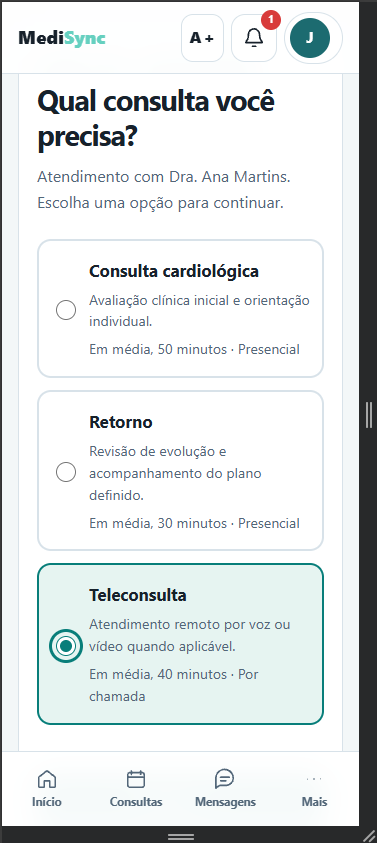 MediSync
A+
1
J
Qual consulta você
precisa?
Atendimento com Dra. Ana Martins.
Escolha uma opção para continuar.
Consulta cardiológica
Avaliação clínica inicial e orientação
individual.
Em média, 50 minutos · Presencial
Retorno
Revisão de evolução e
acompanhamento do plano
definido.
Em média, 30 minutos · Presencial
Teleconsulta
Atendimento remoto por voz ou
vídeo quando aplicável.
Em média, 40 minutos · Por
chamada
Início
Consultas
Mensagens
Mais